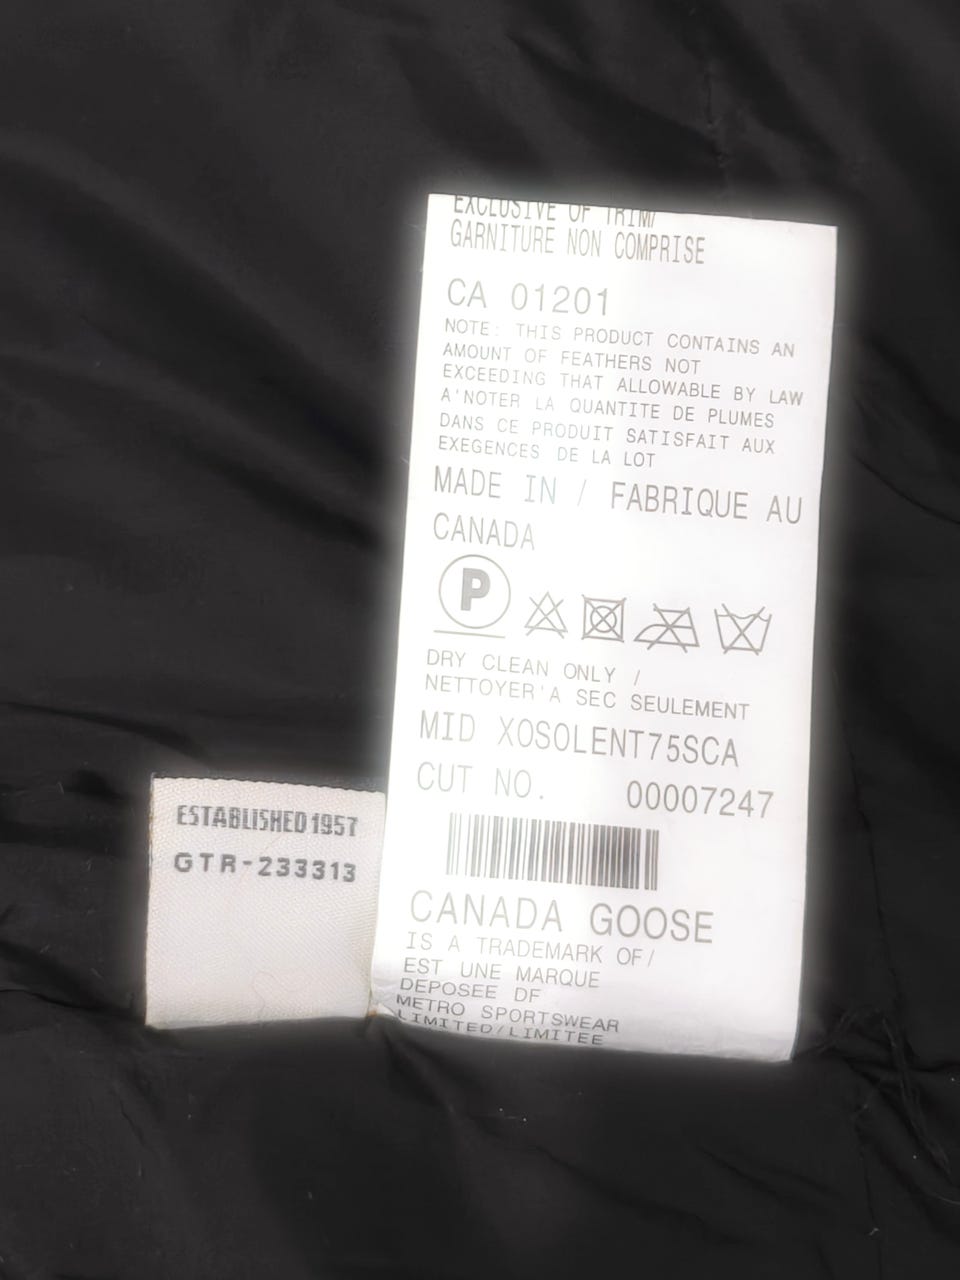 EXCLUSIVE OF TRIM/
GARNITURE NON COMPRISE
CA 01201
NOTE: THIS PRODUCT CONTAINS AN
AMOUNT OF FEATHERS NOT
EXCEEDING THAT ALLOWABLE BY LAW
A'NOTER LA QUANTITE DE PLUMES
DANS CE PRODUIT SATISFAIT AUX
EXEGENCES DE LA LOT
MADE IN / FABRIQUE AU
CANADA
P
DRY CLEAN ONLY /
NETTOYER'A SEC SEULEMENT
MID XOSOLENT75SCA
CUT NO. 00007247
CANADA GOOSE
IS A TRADEMARK OF/
EST UNE MARQUE
DEPOSEE DF
METRO SPORTSWEAR
LIMITED/LIMITEE
ESTABLISHED 1957
GTR-233313